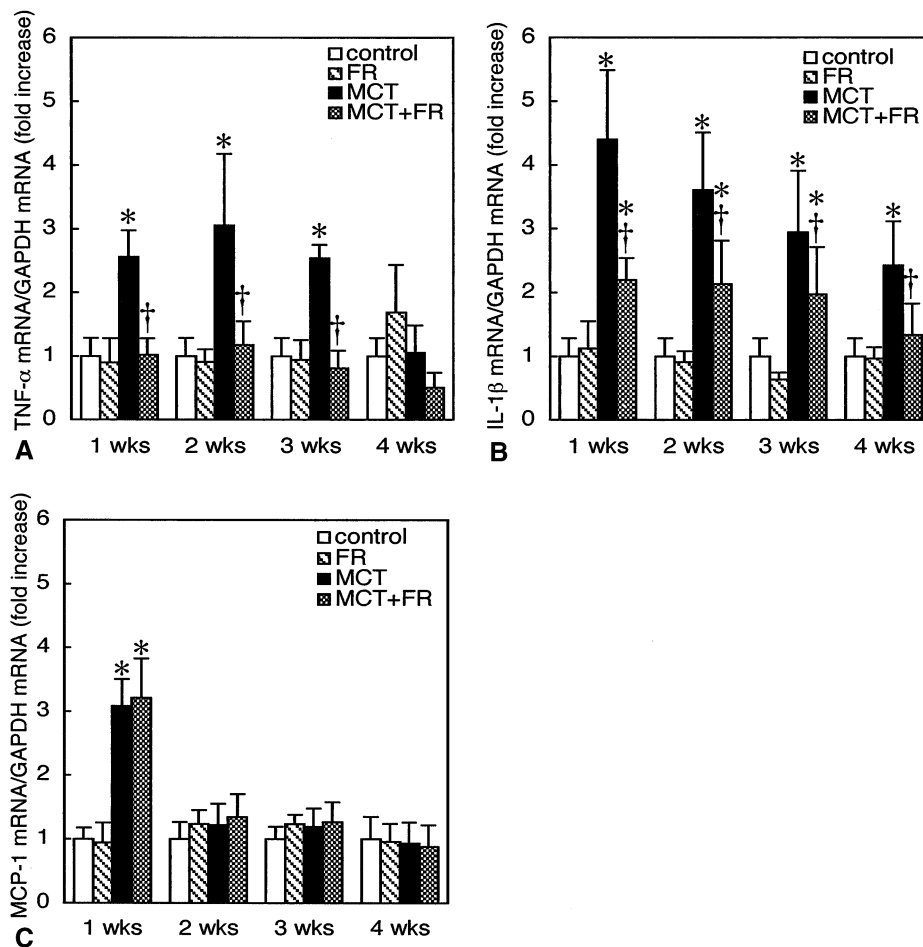 TNF-α mRNA/GAPDH mRNA (fold increase)
6
5
4
3
2
1
0
control
FR
MCT
MCT+FR
*
*
*
‡
‡
‡
1 wks
2 wks
3 wks
4 wks
A
IL-1β mRNA/GAPDH mRNA (fold increase)
6
5
4
3
2
1
0
control
FR
MCT
MCT+FR
*
*
*
*
*
‡
*
‡
*
‡
‡
1 wks
2 wks
3 wks
4 wks
B
MCP-1 mRNA/GAPDH mRNA (fold increase)
6
5
4
3
2
1
0
control
FR
MCT
MCT+FR
* *
1 wks
2 wks
3 wks
4 wks
C